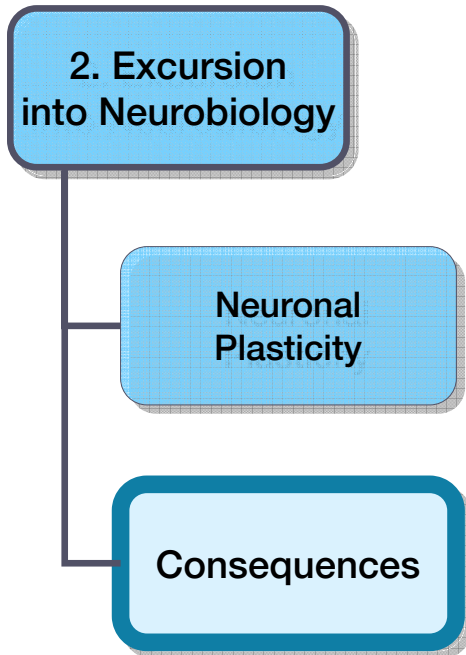 2. Excursion
into Neurobiology
Neuronal
Plasticity
Consequences